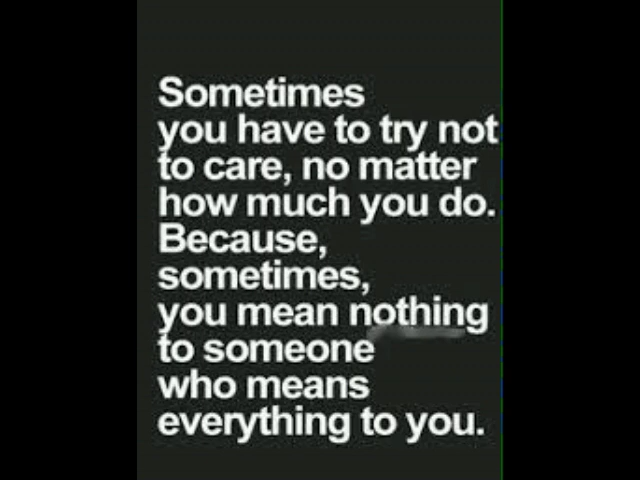 Sometimes
you have to try not
to care, no matter
how much you do.
Because,
sometimes,
you mean nothing
to someone
who means
everything to you.